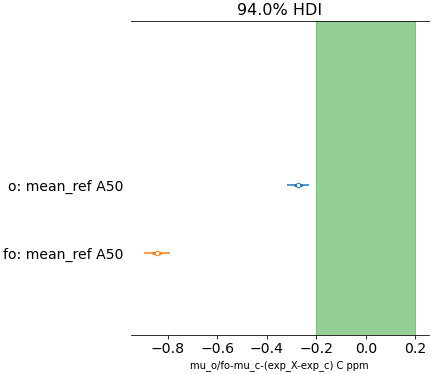 94.0% HDI
o: mean_ref A50
fo: mean_ref A50
−0.8 −0.6 −0.4 −0.2 0.0 0.2
mu_o/fo-mu_c-(exp_X-exp_c) C ppm